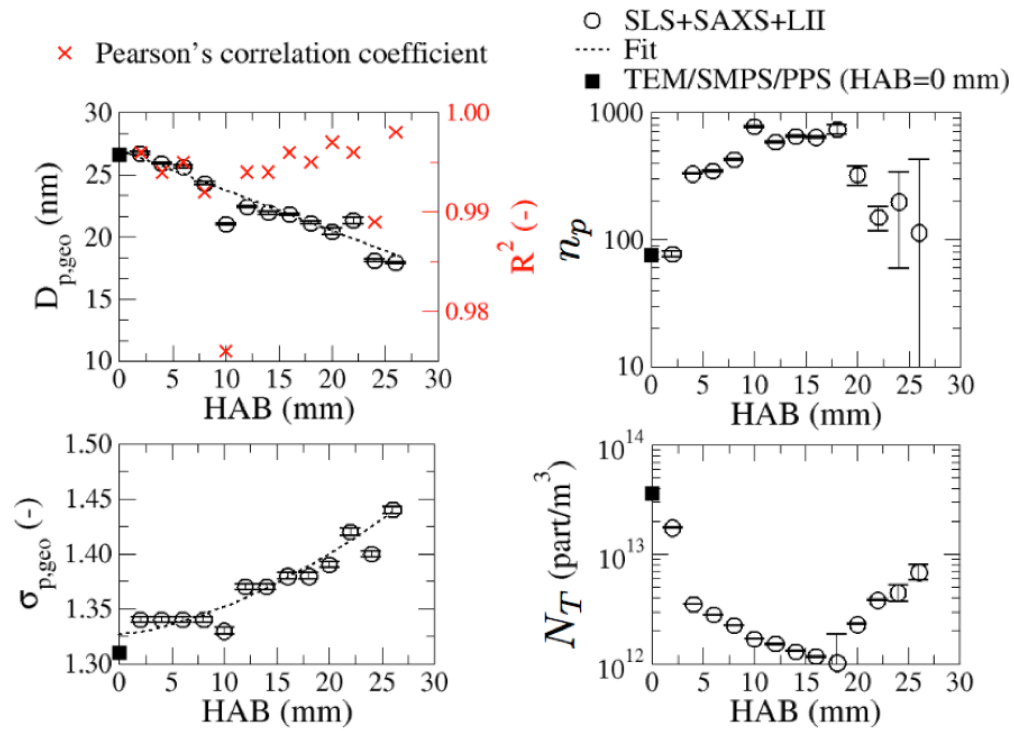 × Pearson's correlation coefficient
SLS+SAXS+LII
Fit
TEM/SMPS/PPS (HAB=0 mm)
30
25
20
15
10
D_p,geo (nm)
1.00
0.99
0.98
R² (-)
0 5 10 15 20 25 30
HAB (mm)
1000
100
10
n_p
0 5 10 15 20 25 30
HAB (mm)
1.50
1.45
1.40
1.35
1.30
σ_p,geo (-)
0 5 10 15 20 25 30
HAB (mm)
10¹⁴
10¹³
10¹²
N_T (part/m³)
0 5 10 15 20 25 30
HAB (mm)